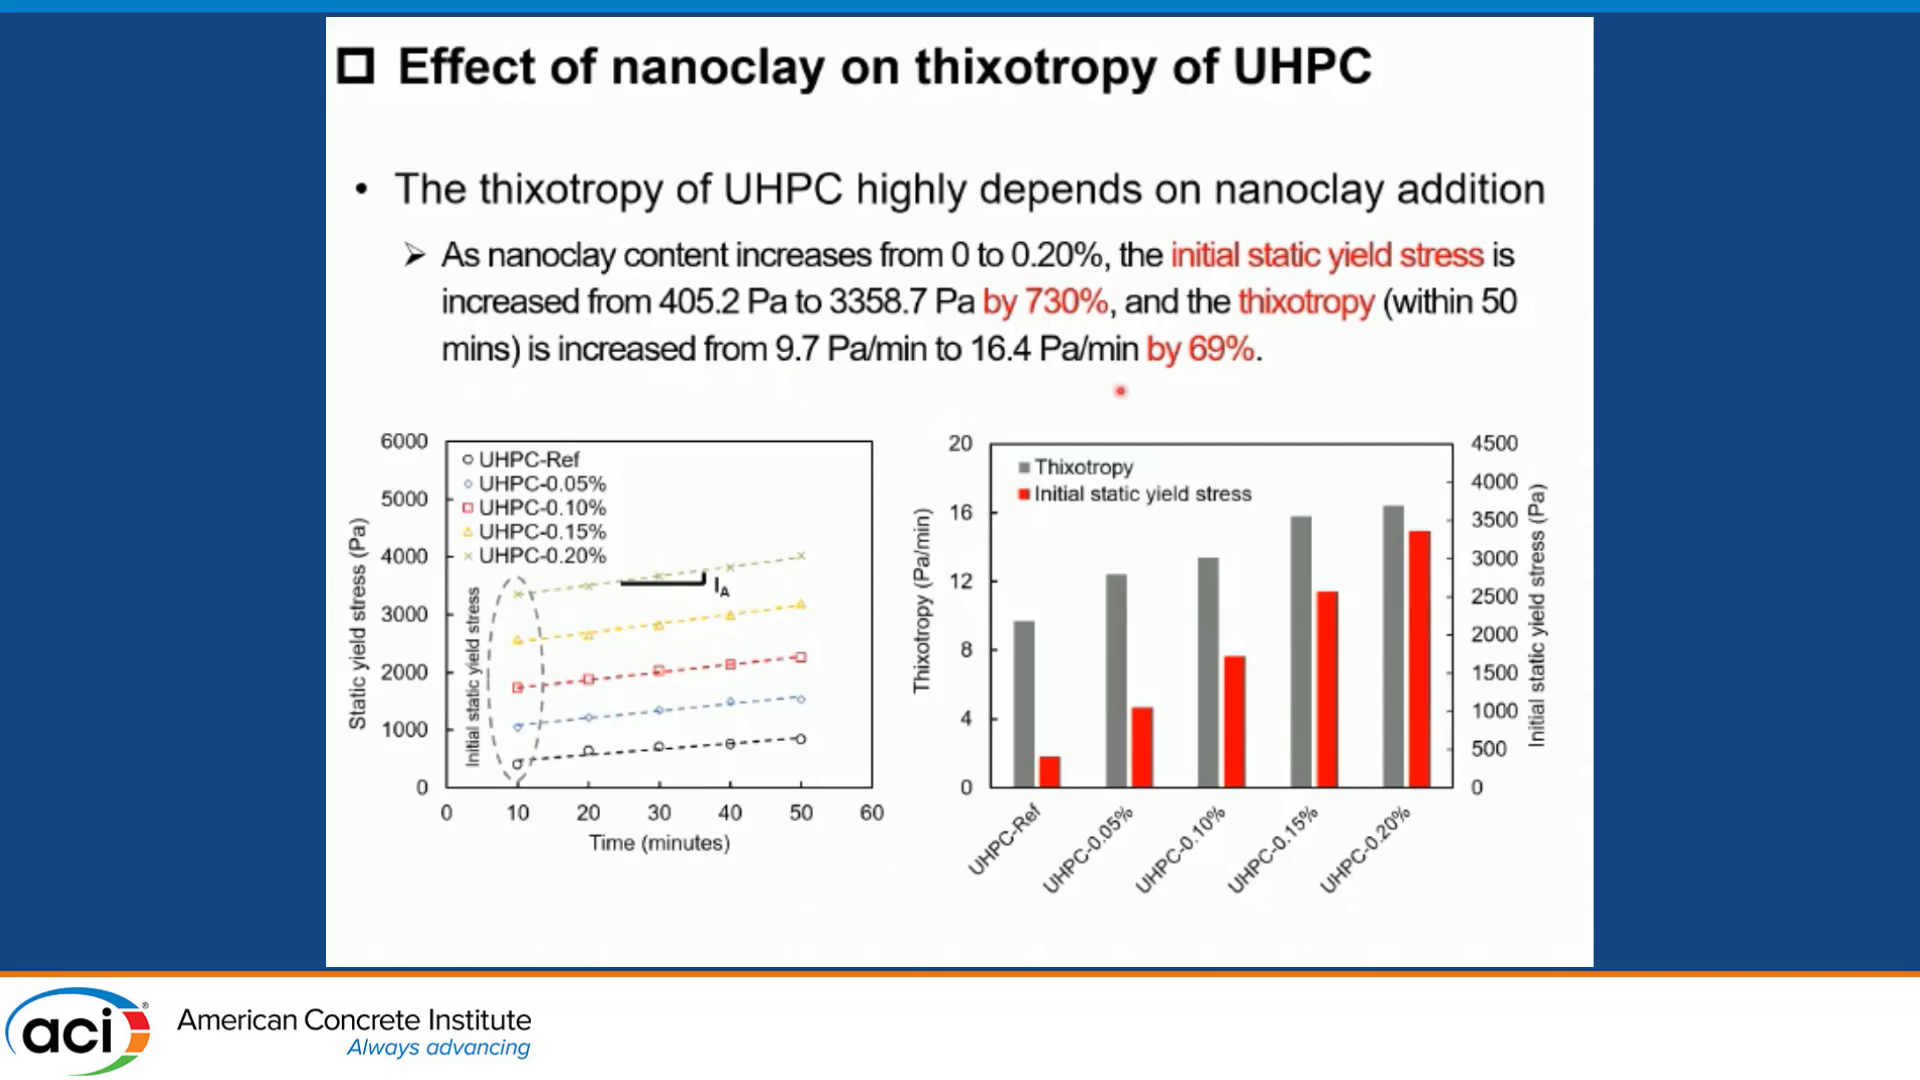 Effect of nanoclay on thixotropy of UHPC
• The thixotropy of UHPC highly depends on nanoclay addition
➢ As nanoclay content increases from 0 to 0.20%, the initial static yield stress is
increased from 405.2 Pa to 3358.7 Pa by 730%, and the thixotropy (within 50
mins) is increased from 9.7 Pa/min to 16.4 Pa/min by 69%.
Static yield stress (Pa)
6000
5000
4000
3000
2000
1000
0
UHPC-Ref
UHPC-0.05%
UHPC-0.10%
UHPC-0.15%
UHPC-0.20%
Initial static yield stress
IA
0 10 20 30 40 50 60
Time (minutes)
Thixotropy (Pa/min)
20
16
12
8
4
0
Thixotropy
Initial static yield stress
4500
4000
3500
3000
2500
2000
1500
1000
500
0
Initial static yield stress (Pa)
UHPC-Ref
UHPC-0.05%
UHPC-0.10%
UHPC-0.15%
UHPC-0.20%
aci®
American Concrete Institute
Always advancing